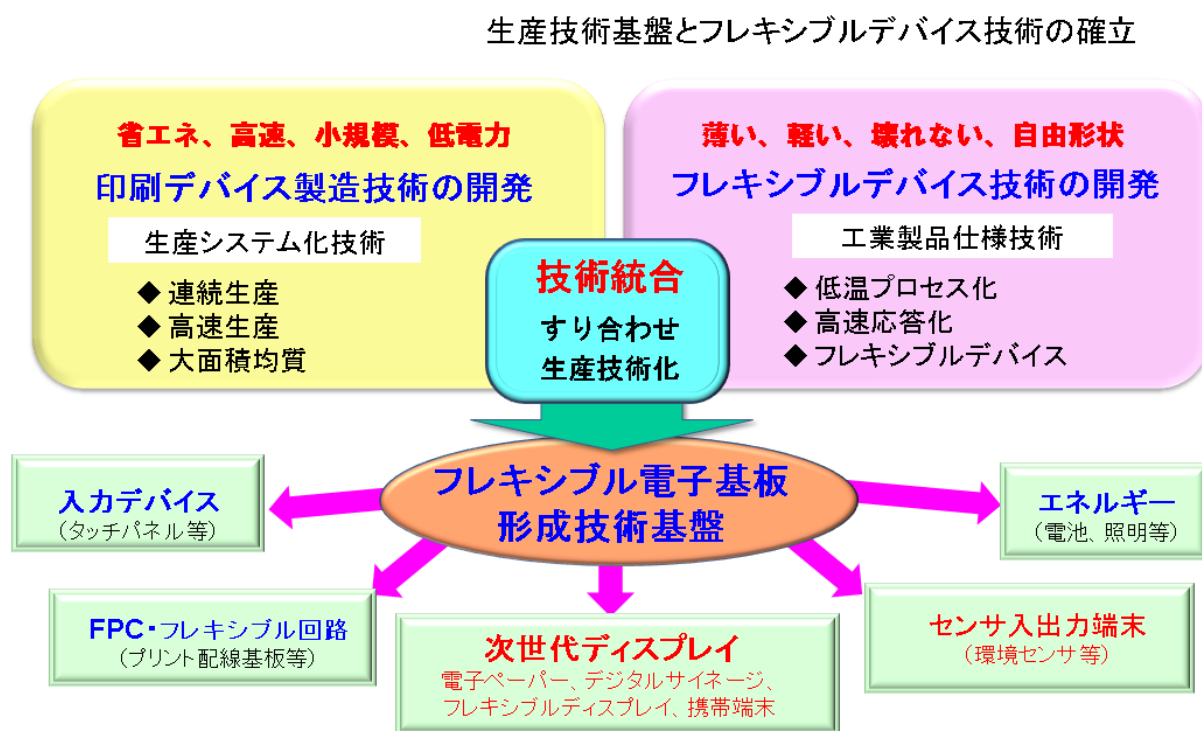 生産技術基盤とフレキシブルデバイス技術の確立
省エネ、高速、小規模、低電力
印刷デバイス製造技術の開発
生産システム化技術
◆ 連続生産
◆ 高速生産
◆ 大面積均質
薄い、軽い、壊れない、自由形状
フレキシブルデバイス技術の開発
工業製品仕様技術
◆ 低温プロセス化
◆ 高速応答化
◆ フレキシブルデバイス
技術統合
すり合わせ
生産技術化
フレキシブル電子基板
形成技術基盤
入力デバイス
（タッチパネル等）
エネルギー
（電池、照明等）
FPC・フレキシブル回路
（プリント配線基板等）
次世代ディスプレイ
電子ペーパー、デジタルサイネージ、
フレキシブルディスプレイ、携帯端末
センサ入出力端末
（環境センサ等）